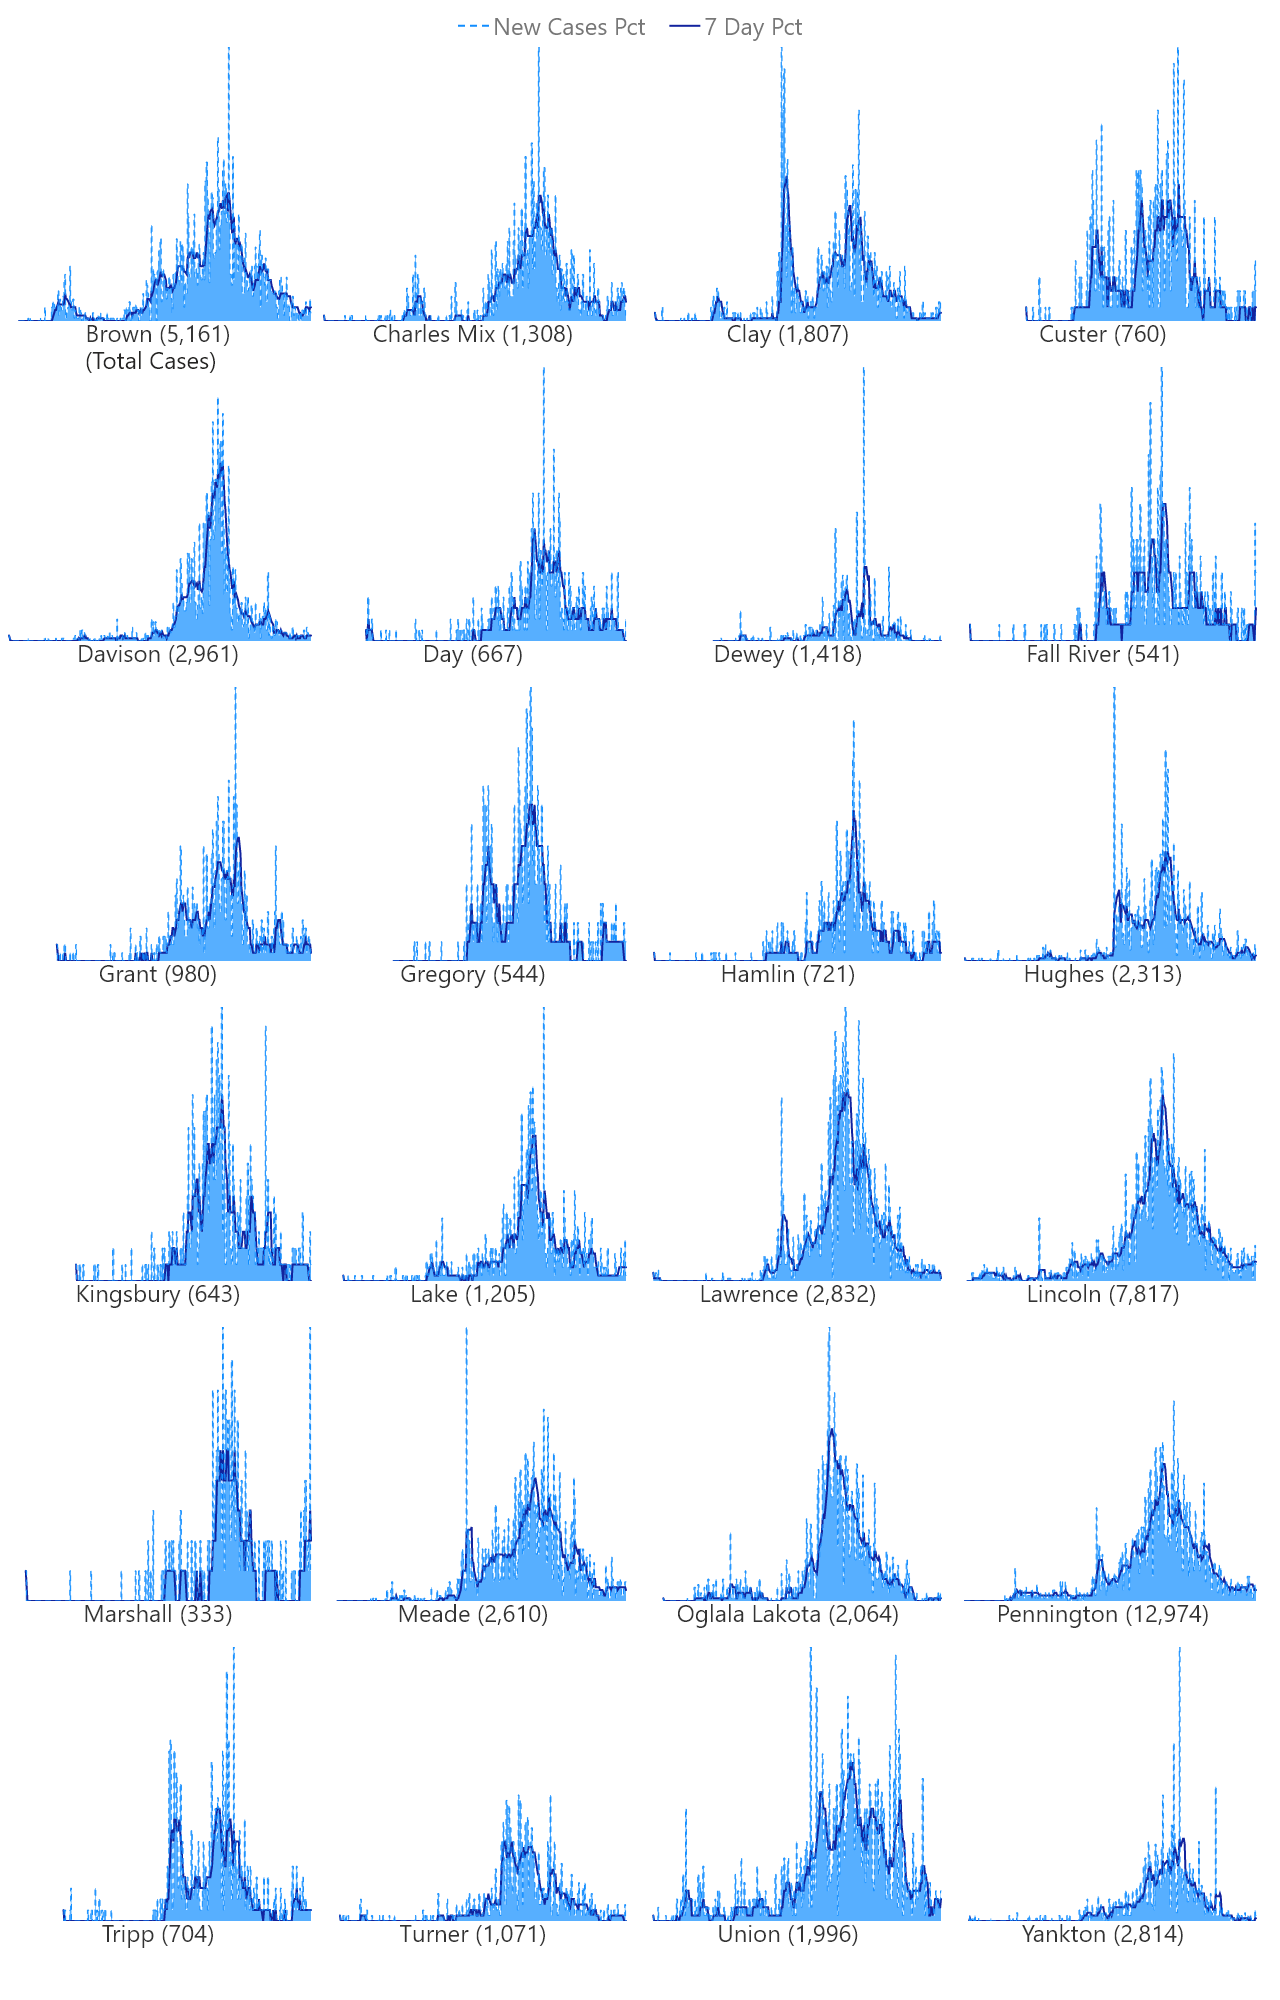 New Cases Pct 7 Day Pct
Brown (5,161)
(Total Cases)
Charles Mix (1,308)
Clay (1,807)
Custer (760)
Davison (2,961)
Day (667)
Dewey (1,418)
Fall River (541)
Grant (980)
Gregory (544)
Hamlin (721)
Hughes (2,313)
Kingsbury (643)
Lake (1,205)
Lawrence (2,832)
Lincoln (7,817)
Marshall (333)
Meade (2,610)
Oglala Lakota (2,064)
Pennington (12,974)
Tripp (704)
Turner (1,071)
Union (1,996)
Yankton (2,814)